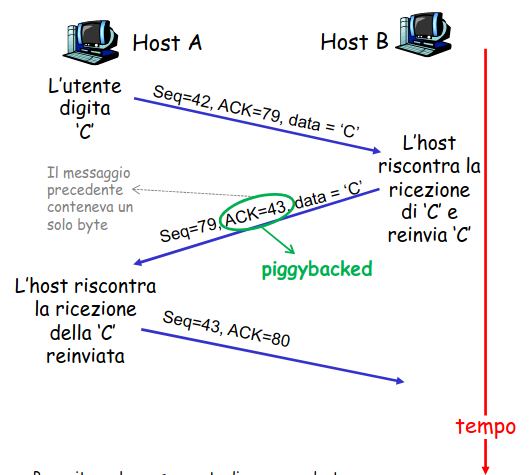 Host A
Host B
L'utente
digita
'C'
Seq=42, ACK=79, data = 'C'
L'host
riscontra la
ricezione
di 'C' e
reinvia 'C'
Il messaggio
precedente
conteneva un
solo byte
Seq=79, ACK=43, data = 'C'
piggybacked
L'host riscontra
la ricezione
della 'C'
reinviata
Seq=43, ACK=80
tempo